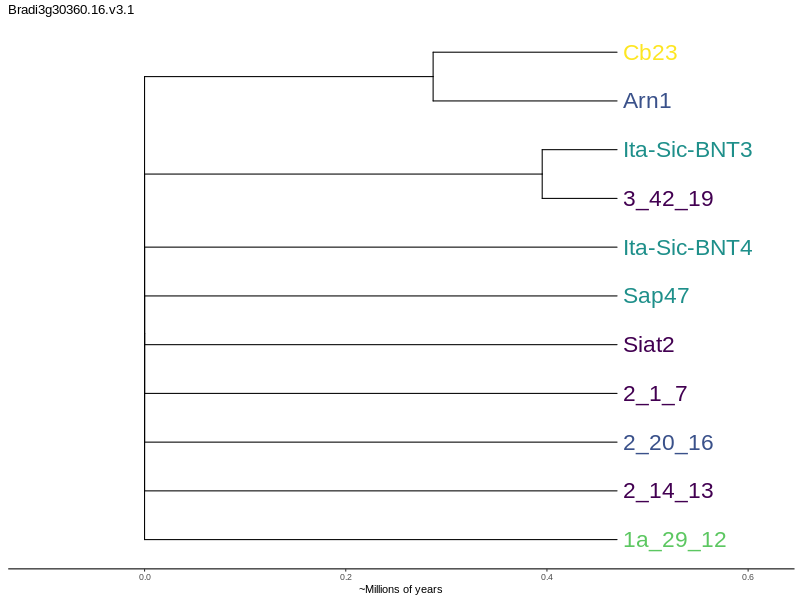 Bradi3g30360.16.v3.1
Cb23
Arn1
Ita-Sic-BNT3
3_42_19
Ita-Sic-BNT4
Sap47
Siat2
2_1_7
2_20_16
2_14_13
1a_29_12
0.0 0.2 0.4 0.6
~Millions of years